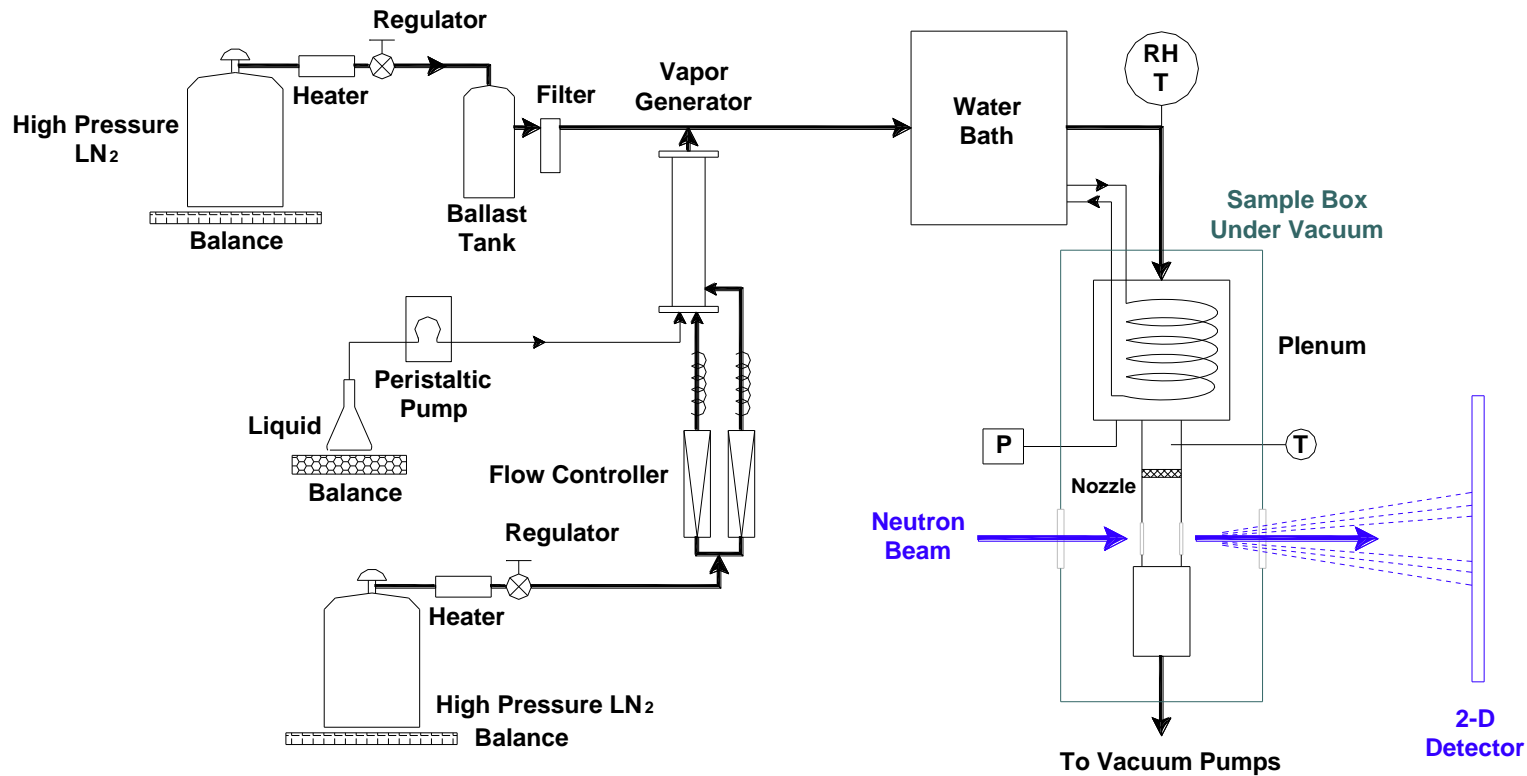 Regulator
Heater
High Pressure
LN₂
Balance
Ballast
Tank
Filter
Vapor
Generator
Water
Bath
RH
T
Sample Box
Under Vacuum
Plenum
Peristaltic
Pump
Liquid
Balance
Flow Controller
P
T
Nozzle
Neutron
Beam
Regulator
Heater
High Pressure LN₂
Balance
To Vacuum Pumps
2-D
Detector